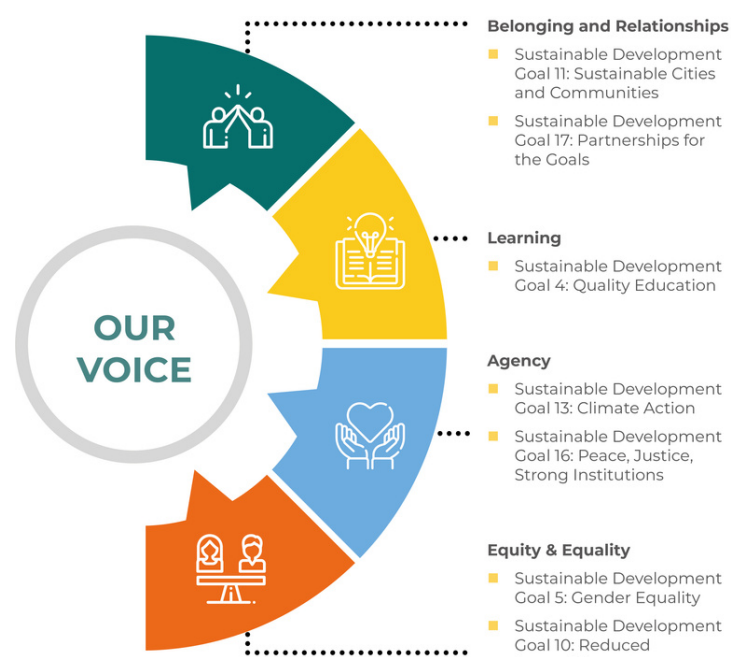 OUR
VOICE
Belonging and Relationships
Sustainable Development
Goal 11: Sustainable Cities
and Communities
Sustainable Development
Goal 17: Partnerships for
the Goals
Learning
Sustainable Development
Goal 4: Quality Education
Agency
Sustainable Development
Goal 13: Climate Action
Sustainable Development
Goal 16: Peace, Justice,
Strong Institutions
Equity & Equality
Sustainable Development
Goal 5: Gender Equality
Sustainable Development
Goal 10: Reduced